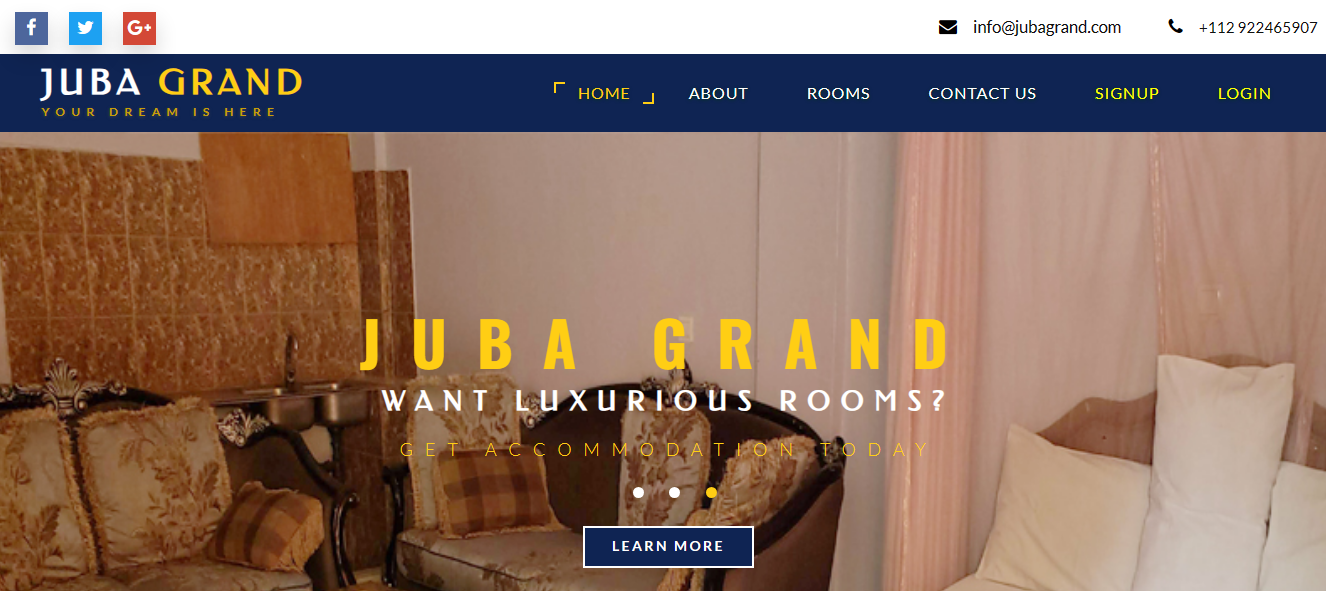 info@jubagrand.com
+112 922465907
JUBA GRAND
YOUR DREAM IS HERE
HOME
ABOUT
ROOMS
CONTACT US
SIGNUP
LOGIN
JUBA GRAND
WANT LUXURIOUS ROOMS?
GET ACCOMMODATION TODAY
LEARN MORE